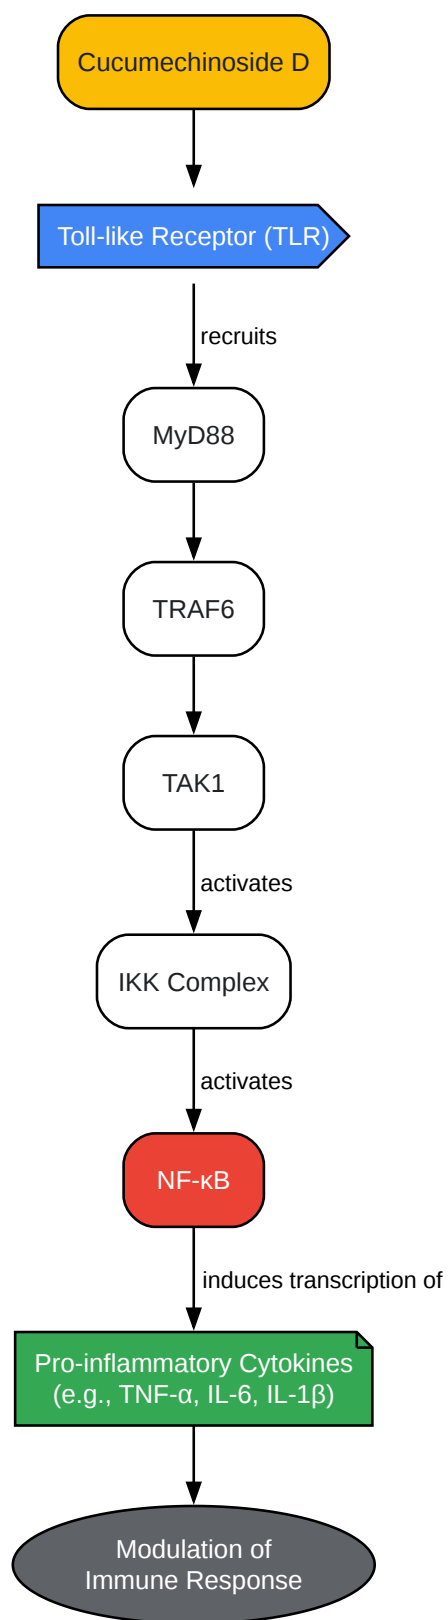 Cucumechinoside D
Toll-like Receptor (TLR)
recruits
MyD88
TRAF6
TAK1
activates
IKK Complex
activates
NF-κB
induces transcription of
Pro-inflammatory Cytokines
(e.g., TNF-α, IL-6, IL-1β)
Modulation of
Immune Response